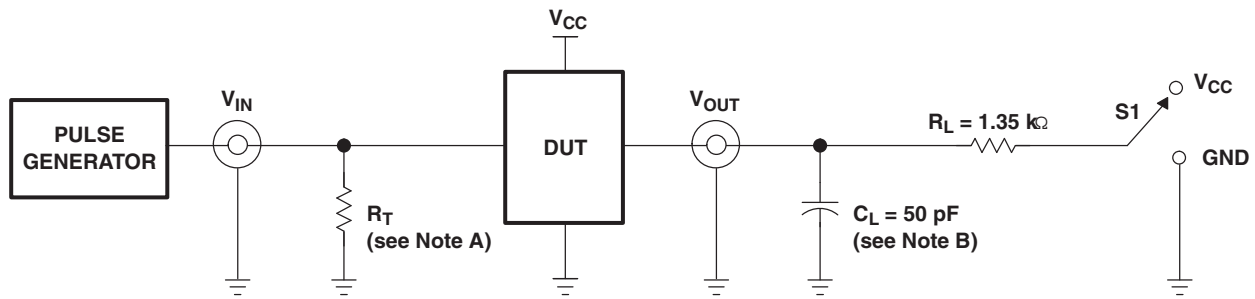 V_CC
PULSE
GENERATOR
V_IN
R_T
(see Note A)
DUT
V_OUT
C_L = 50 pF
(see Note B)
R_L = 1.35 kΩ
S1
V_CC
GND